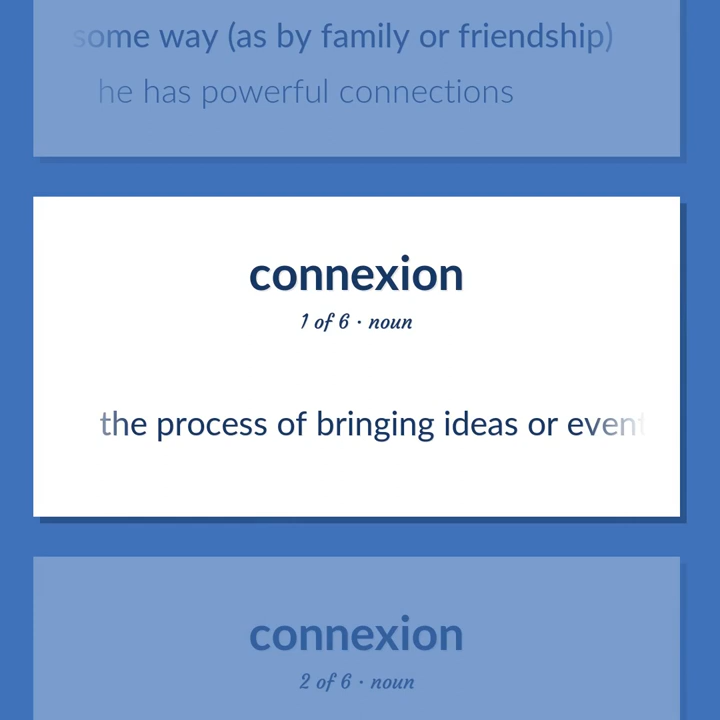 some way (as by family or friendship)
he has powerful connections
connexion
1 of 6 · noun
the process of bringing ideas or event
connexion
2 of 6 · noun